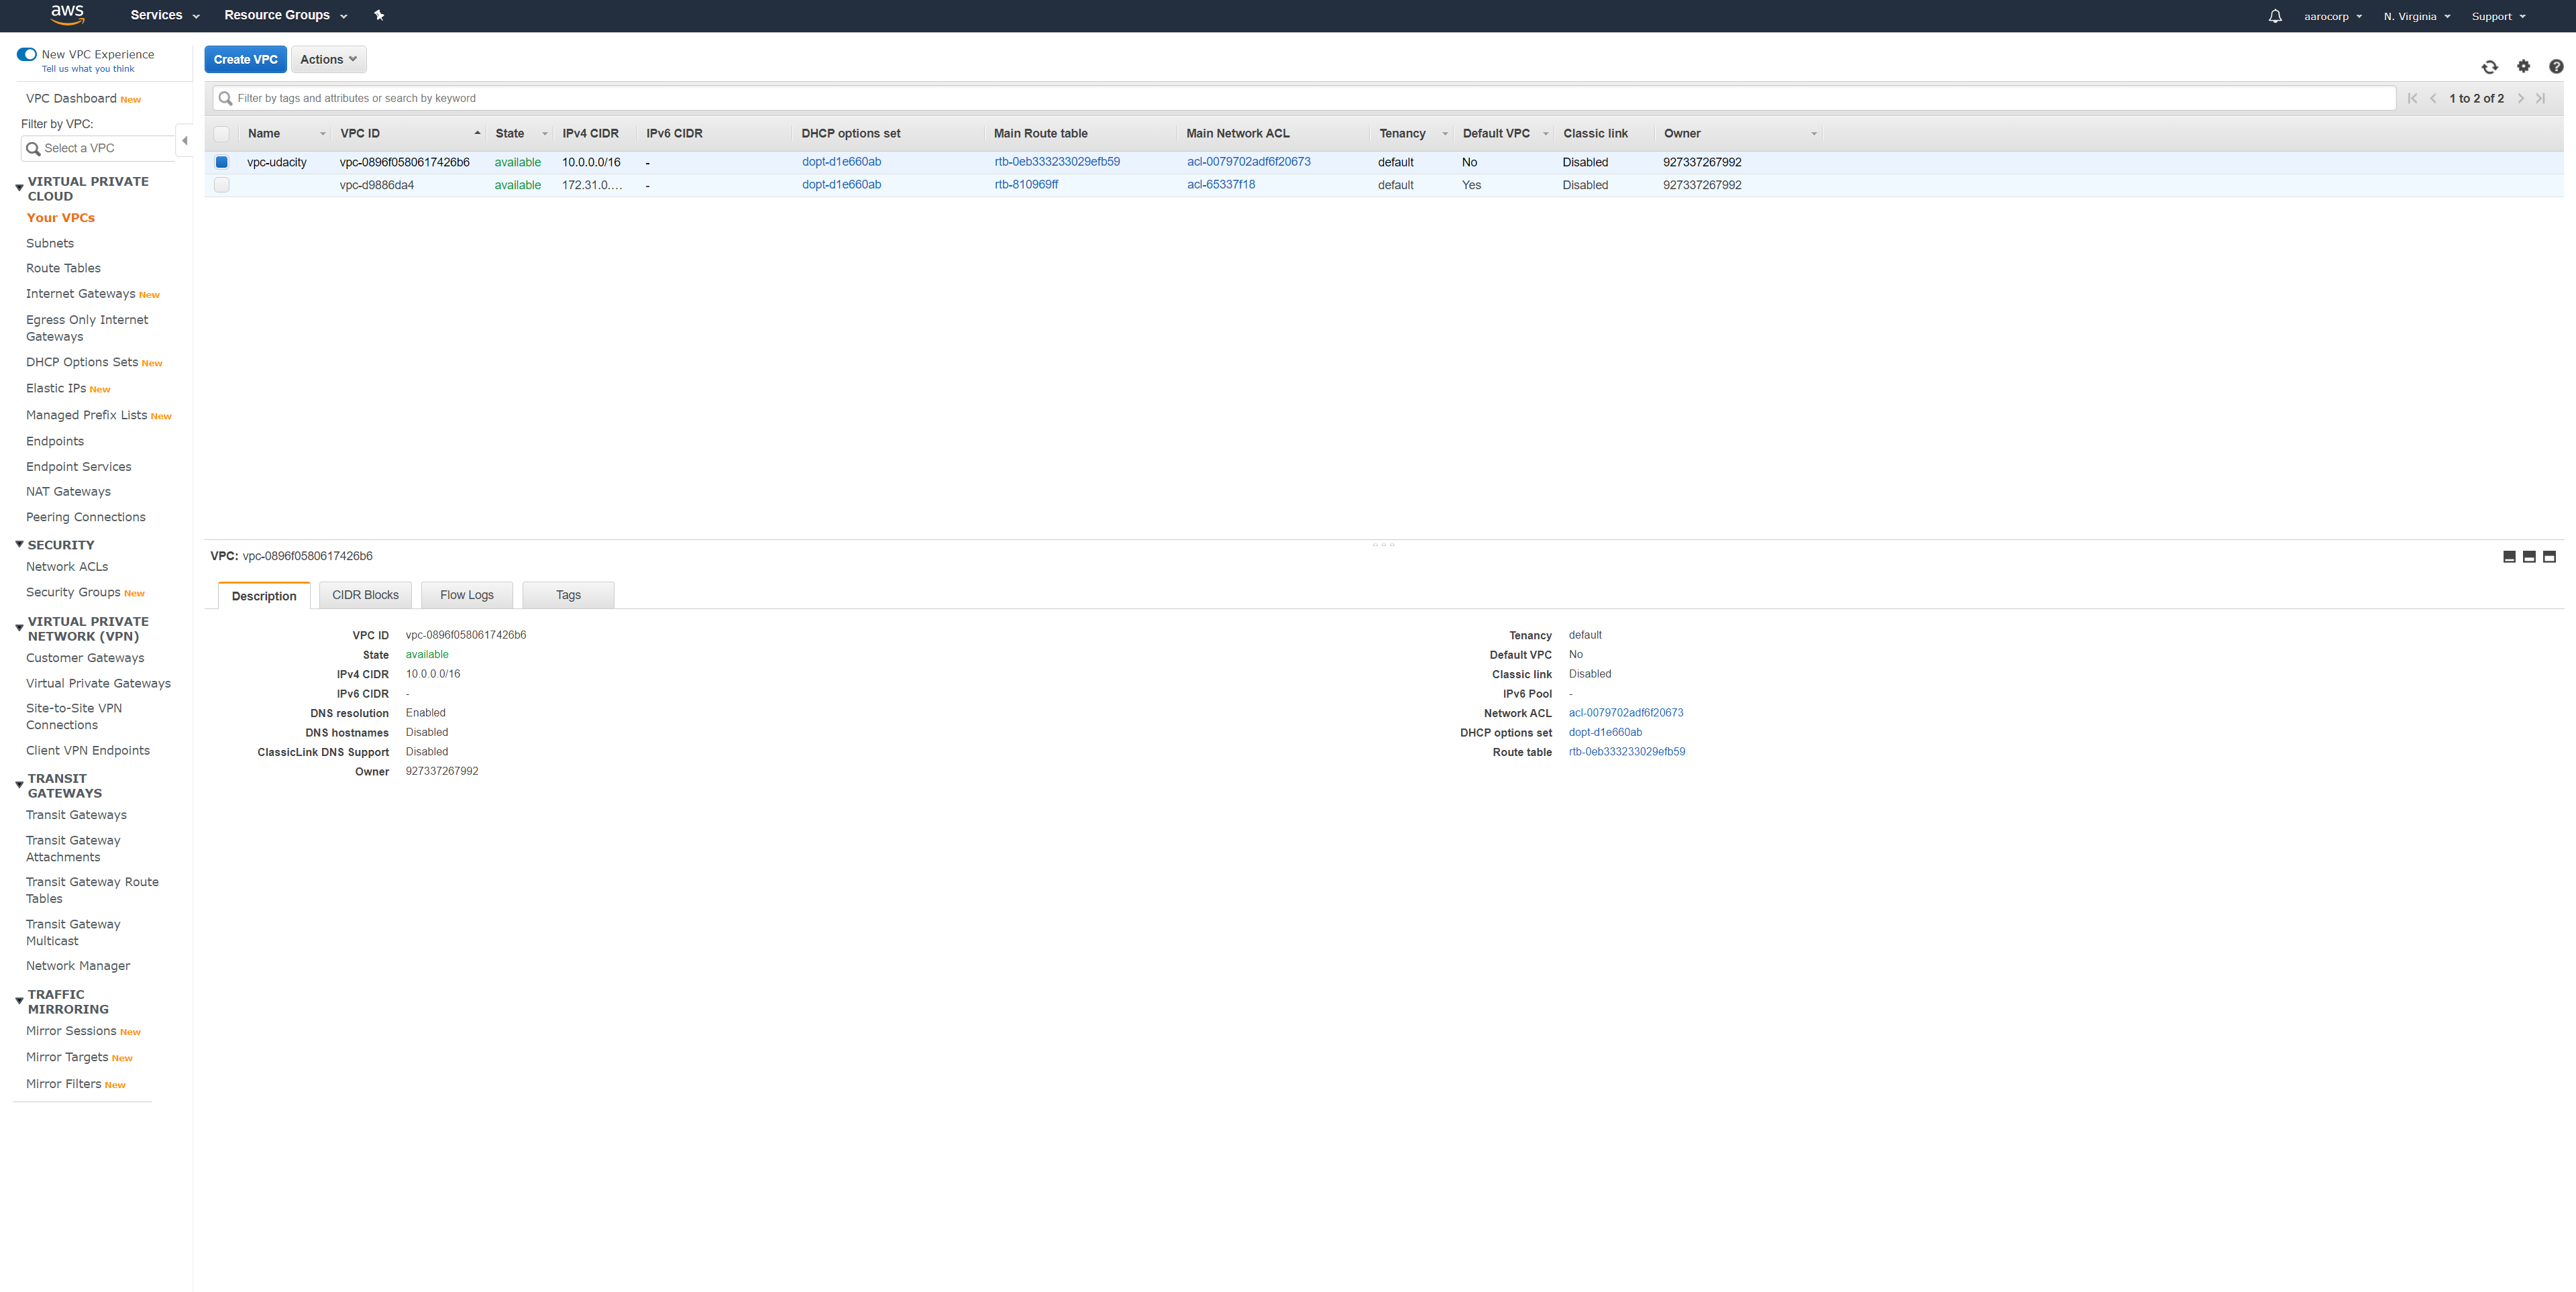 aws Services Resource Groups aarocorp N. Virginia Support
New VPC Experience
Tell us what you think
VPC Dashboard New
Filter by VPC:
Select a VPC
VIRTUAL PRIVATE
CLOUD
Your VPCs
Subnets
Route Tables
Internet Gateways New
Egress Only Internet
Gateways
DHCP Options Sets New
Elastic IPs New
Managed Prefix Lists New
Endpoints
Endpoint Services
NAT Gateways
Peering Connections
SECURITY
Network ACLs
Security Groups New
VIRTUAL PRIVATE
NETWORK (VPN)
Customer Gateways
Virtual Private Gateways
Site-to-Site VPN
Connections
Client VPN Endpoints
TRANSIT
GATEWAYS
Transit Gateways
Transit Gateway
Attachments
Transit Gateway Route
Tables
Transit Gateway
Multicast
Network Manager
TRAFFIC
MIRRORING
Mirror Sessions New
Mirror Targets New
Mirror Filters New
Create VPC Actions
Filter by tags and attributes or search by keyword 1 to 2 of 2
Name VPC ID State IPv4 CIDR IPv6 CIDR DHCP options set Main Route table Main Network ACL Tenancy Default VPC Classic link Owner
vpc-udacity vpc-0896f0580617426b6 available 10.0.0.0/16 - dopt-d1e660ab rtb-0eb333233029efb59 acl-0079702adf6f20673 default No Disabled 927337267992
vpc-d9886da4 available 172.31.0.... - dopt-d1e660ab rtb-810969ff acl-65337f18 default Yes Disabled 927337267992
VPC: vpc-0896f0580617426b6
Description CIDR Blocks Flow Logs Tags
VPC ID vpc-0896f0580617426b6
State available
IPv4 CIDR 10.0.0.0/16
IPv6 CIDR -
DNS resolution Enabled
DNS hostnames Disabled
ClassicLink DNS Support Disabled
Owner 927337267992
Tenancy default
Default VPC No
Classic link Disabled
IPv6 Pool -
Network ACL acl-0079702adf6f20673
DHCP options set dopt-d1e660ab
Route table rtb-0eb333233029efb59